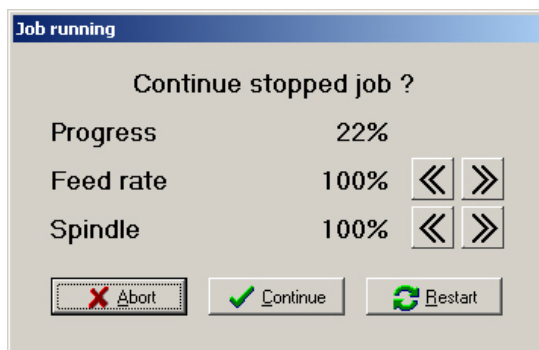 Job running
Continue stopped job ?
Progress 22%
Feed rate 100%
Spindle 100%
Abort Continue Restart